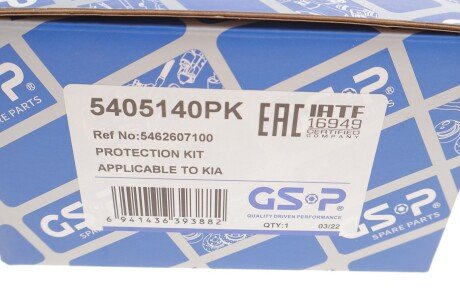 5405140PK
EAC
IATF
16949
CERTIFIED
COMPANY
Ref No:5462607100
PROTECTION KIT
APPLICABLE TO KIA
6 941436 393882
GSP
QUALITY DRIVEN PERFORMANCE
QTY:1 03/22
GSP
SPARE PARTS
GSP
SPARE PARTS
GSP